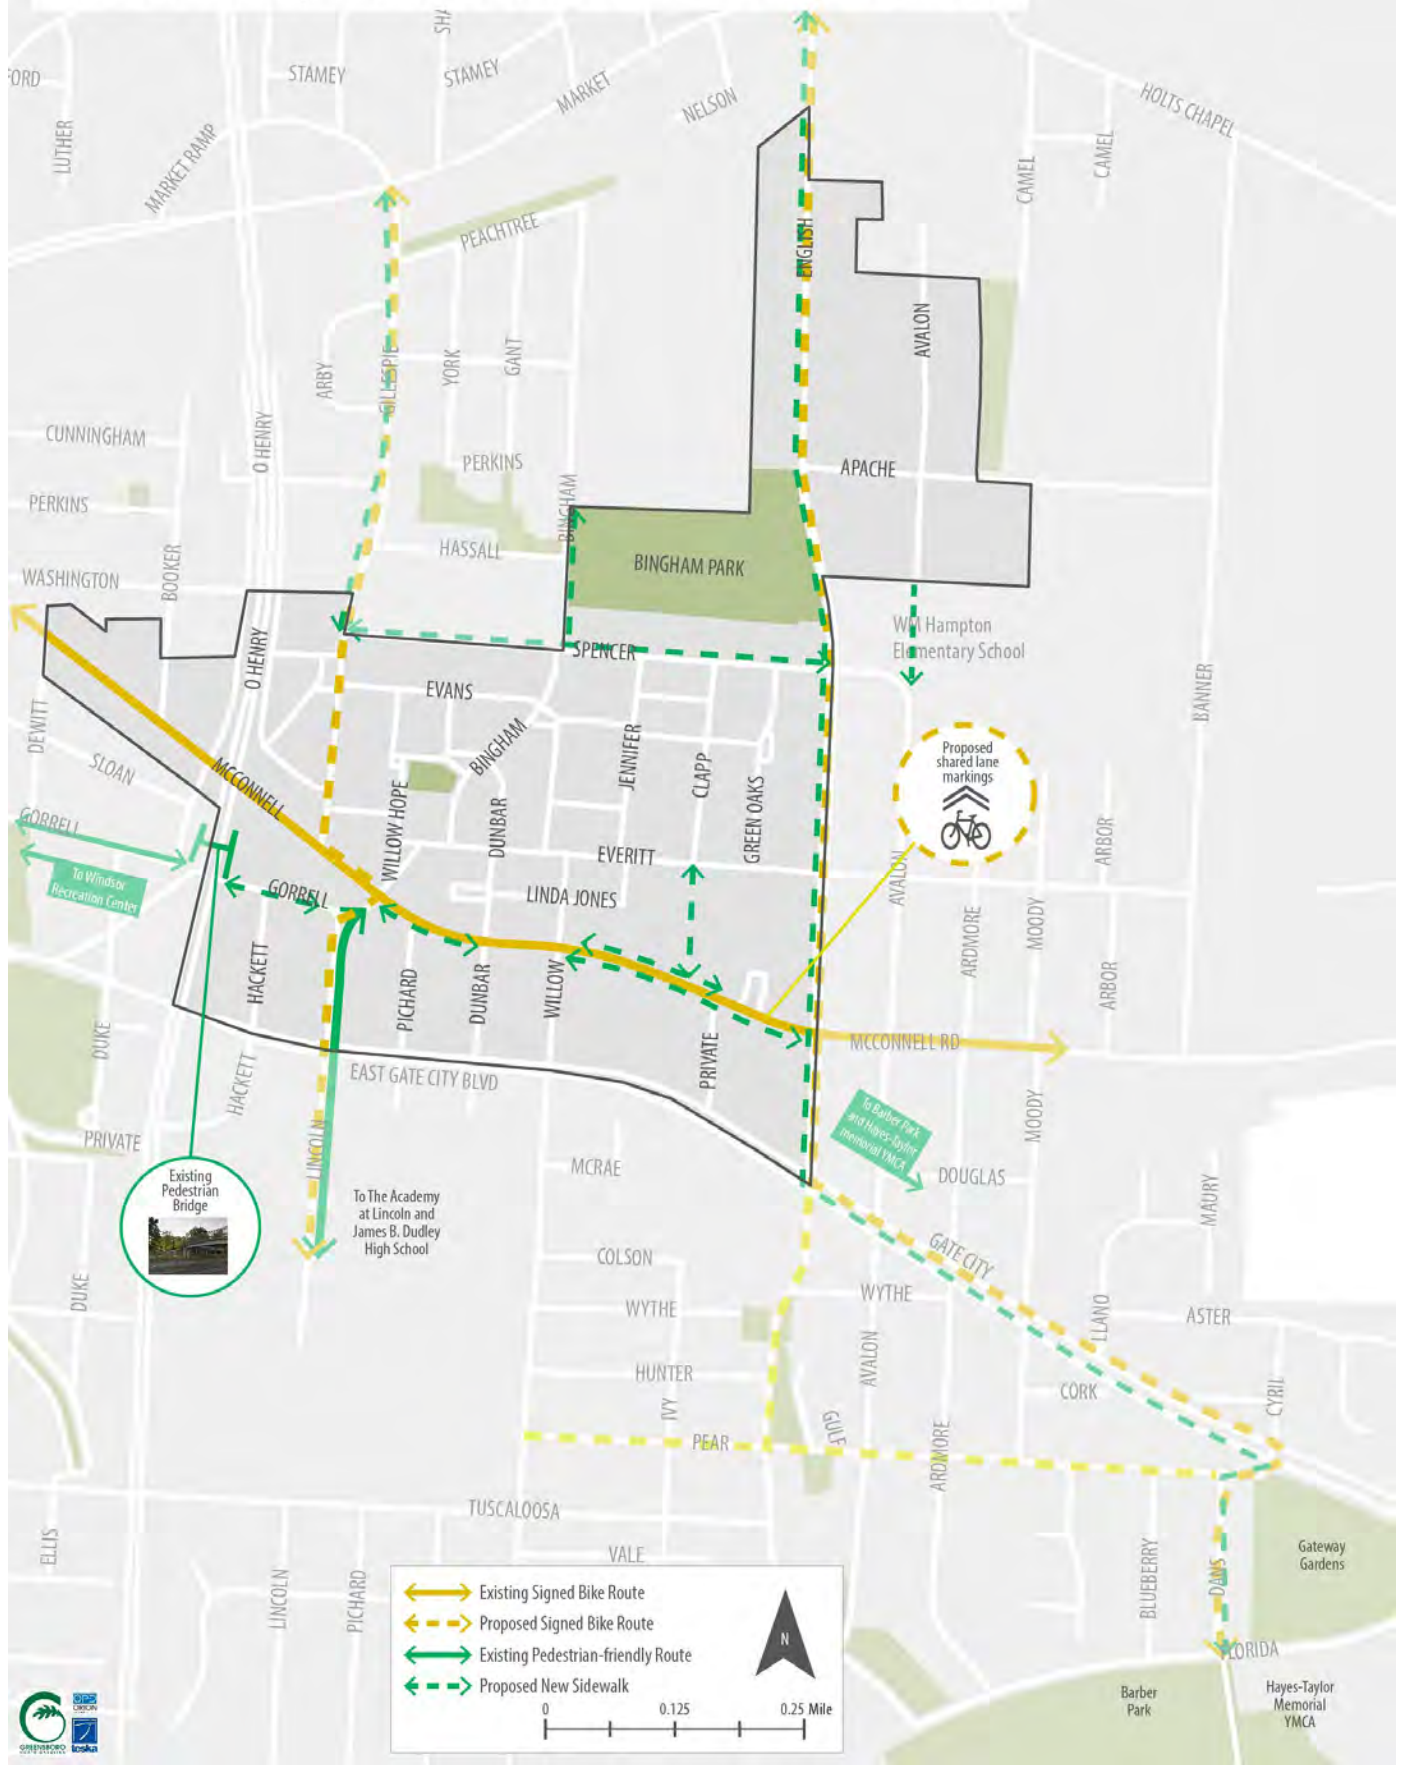 SHA
STAMEY
STAMEY
MARKET
NELSON
HOLTS CHAPEL
FORD
LUTHER
MARKET RAMP
CAMEL
CAMEL
PEACHTREE
ENGLISH
AVALON
ARBY
GILLESPIE
YORK
GANT
O HENRY
CUNNINGHAM
PERKINS
PERKINS
APACHE
BINGHAM
HASSALL
BOOKER
WASHINGTON
BINGHAM PARK
WM Hampton
Elementary School
SPENCER
O HENRY
EVANS
BANNER
DEWITT
SLOAN
BINGHAM
JENNIFER
CLAPP
GREEN OAKS
MCCONNELL
WILLOW HOPE
DUNBAR
Proposed
shared lane
markings
GORRELL
EVERITT
ARBOR
AVALON
To Windsor
Recreation Center
GORRELL
LINDA JONES
ARDMORE
MOODY
HACKETT
PICHARD
DUNBAR
WILLOW
ARBOR
DUKE
PRIVATE
MCCONNELL RD
HACKETT
EAST GATE CITY BLVD
MOODY
To Barber Park
and Hayes-Taylor
memorial YMCA
PRIVATE
LINCOLN
MCRAE
DOUGLAS
MAURY
Existing
Pedestrian
Bridge
To The Academy
at Lincoln and
James B. Dudley
High School
GATE CITY
COLSON
DUKE
WYTHE
WYTHE
LLANO
ASTER
AVALON
HUNTER
CORK
CYRIL
IVY
GULF
PEAR
ARDMORE
TUSCALOOSA
ELLIS
VALE
Gateway
Gardens
LINCOLN
PICHARD
BLUEBERRY
DANS
FLORIDA
Existing Signed Bike Route
Proposed Signed Bike Route
Existing Pedestrian-friendly Route
Proposed New Sidewalk
N
0 0.125 0.25 Mile
Barber
Park
Hayes-Taylor
Memorial
YMCA
GREENSBORO
teska